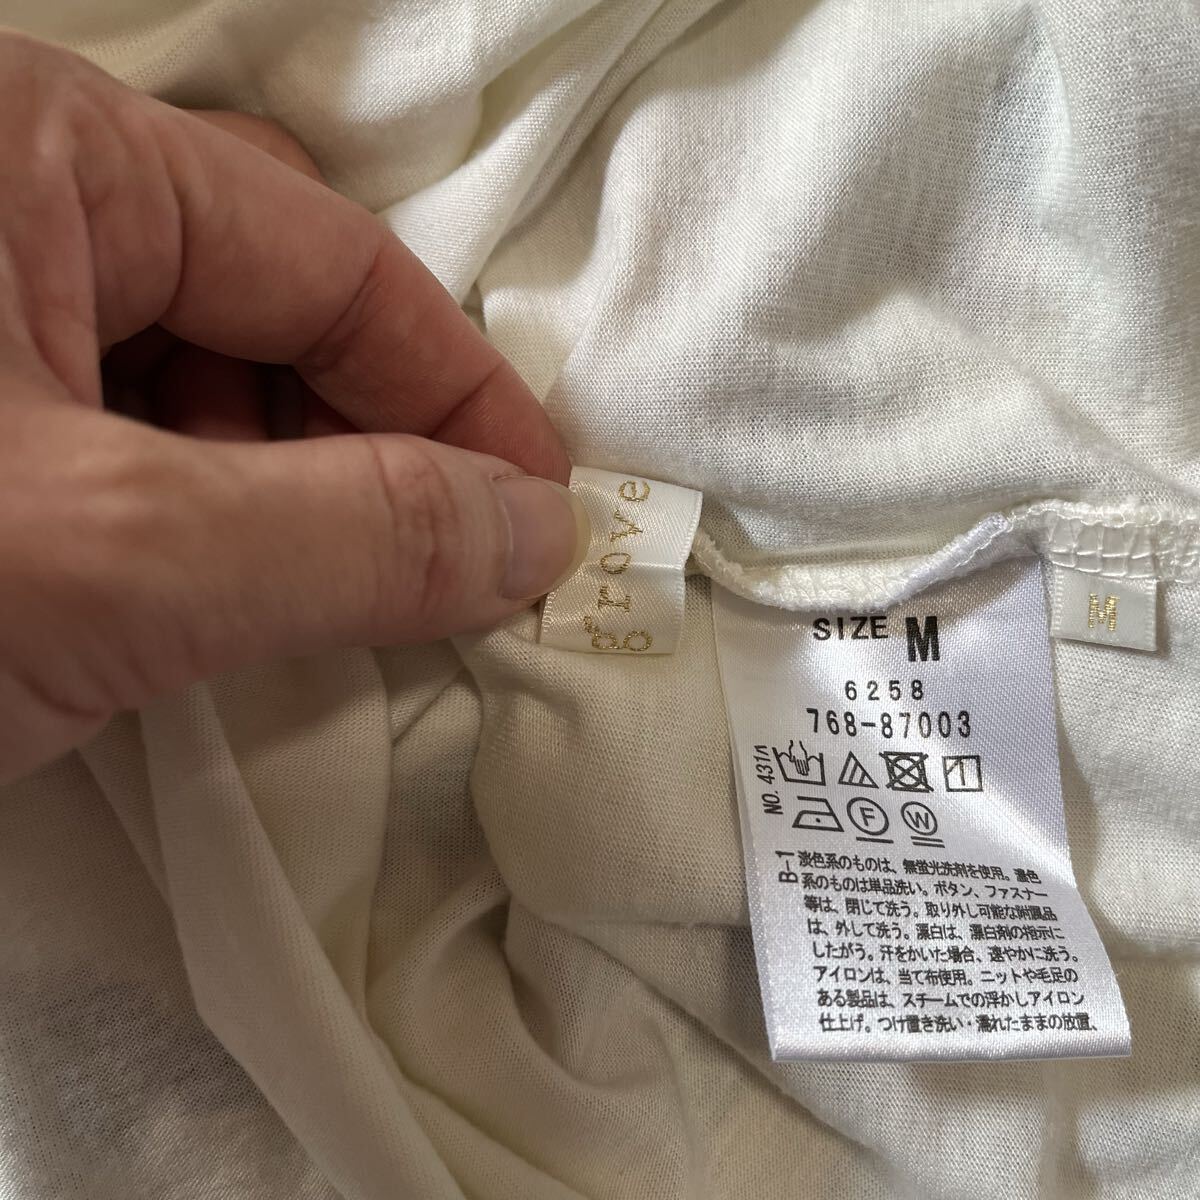 grove
M
SIZE M
6258
768-87003
NO. 431ハ
F W
B-1
淡色系のものは、無蛍光洗剤を使用。濃色
系のものは単品洗い。ボタン、ファスナー
等は、閉じて洗う。取り外し可能な附属品
は、外して洗う。漂白は、漂白剤の指示に
したがう。汗をかいた場合、速やかに洗う。
アイロンは、当て布使用。ニットや毛足の
ある製品は、スチームでの浮かしアイロン
仕上げ。つけ置き洗い・濡れたままの放置、